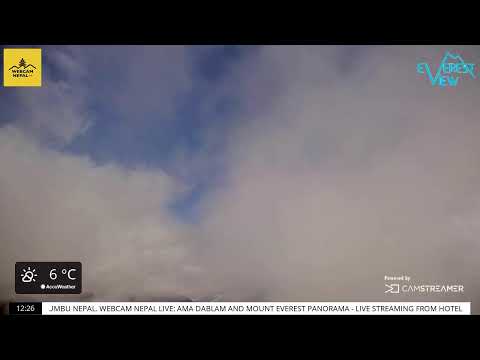 WEBCAM
NEPAL
EVEREST
VIEW
6 °C
AccuWeather
Powered by
CAMSTREAMER
12:26
UMBU NEPAL, WEBCAM NEPAL LIVE: AMA DABLAM AND MOUNT EVEREST PANORAMA - LIVE STREAMING FROM HOTEL